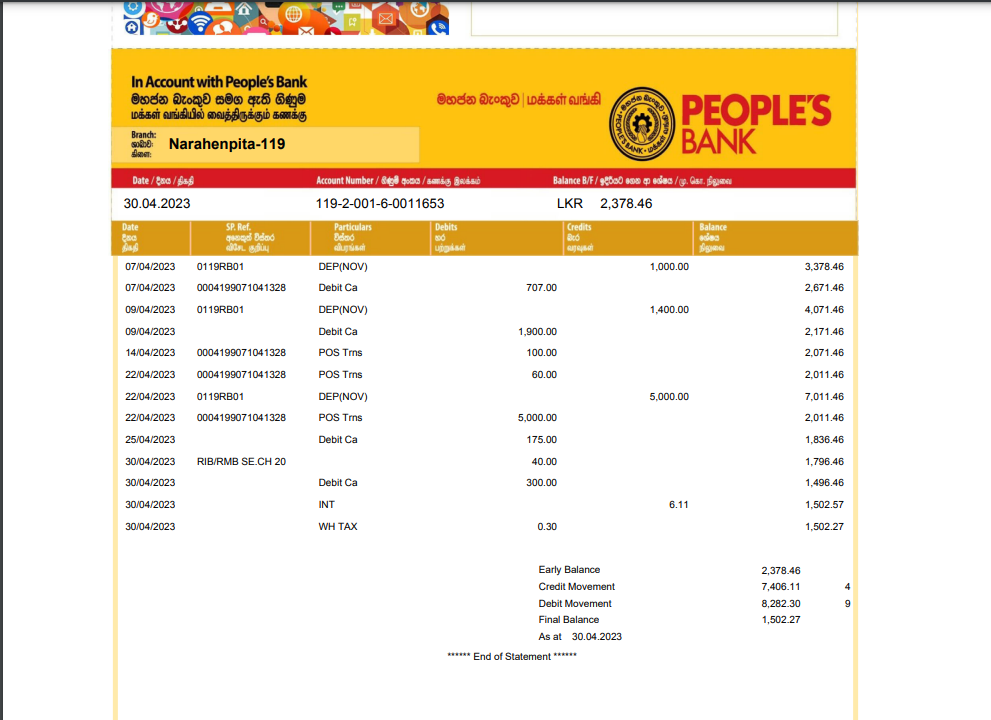 In Account with People's Bank
මහජන බැංකුව සමග ඇති ගිණුම
மக்கள் வங்கியில் வைத்திருக்கும் கணக்கு
මහජන බැංකුව | மக்கள் வங்கி
PEOPLE'S
BANK
Branch:
ශාඛාව:
கிளை:
Narahenpita-119
Date / දිනය / திகதி Account Number / ගිණුම් අංකය / கணக்கு இலக்கம் Balance B/F / ඉදිරියට ගෙන ආ ශේෂය / மு. கொ. நிலுவை
30.04.2023 119-2-001-6-0011653 LKR 2,378.46
Date SP. Ref. Particulars Debits Credits Balance
දිනය විස්තර හර බැර ශේෂය
திகதி விபரங்கள் வரவுகள் நிலுவை
07/04/2023 0119RB01 DEP(NOV) 1,000.00 3,378.46
07/04/2023 0004199071041328 Debit Ca 707.00 2,671.46
09/04/2023 0119RB01 DEP(NOV) 1,400.00 4,071.46
09/04/2023 Debit Ca 1,900.00 2,171.46
14/04/2023 0004199071041328 POS Trns 100.00 2,071.46
22/04/2023 0004199071041328 POS Trns 60.00 2,011.46
22/04/2023 0119RB01 DEP(NOV) 5,000.00 7,011.46
22/04/2023 0004199071041328 POS Trns 5,000.00 2,011.46
25/04/2023 Debit Ca 175.00 1,836.46
30/04/2023 RIB/RMB SE.CH 20 40.00 1,796.46
30/04/2023 Debit Ca 300.00 1,496.46
30/04/2023 INT 6.11 1,502.57
30/04/2023 WH TAX 0.30 1,502.27
Early Balance 2,378.46
Credit Movement 7,406.11 4
Debit Movement 8,282.30 9
Final Balance 1,502.27
As at 30.04.2023
****** End of Statement ******